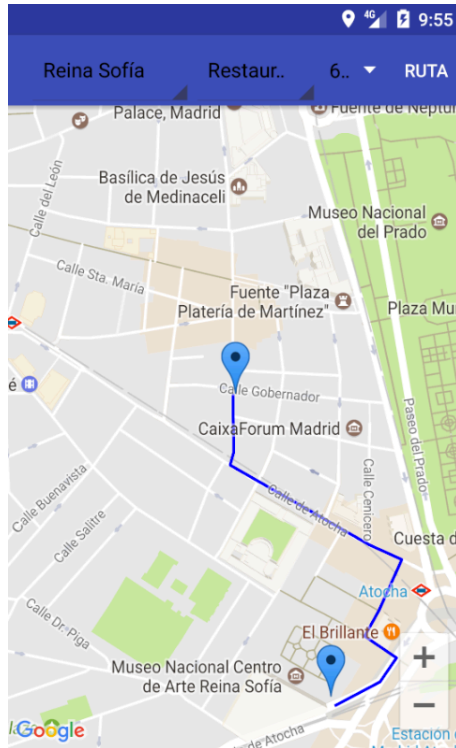 4G 9:55
Reina Sofía Restaur.. 6.. RUTA
Palace, Madrid
Fuente de Neptun
Basílica de Jesús
de Medinaceli
Calle del León
Museo Nacional
del Prado
Calle Sta. María
Fuente "Plaza
Platería de Martínez"
Plaza Mu
é
Calle Gobernador
CaixaForum Madrid
Paseo del Prado
Calle Cenicero
Calle Buenavista
Calle de Atocha
Calle Salitre
Cuesta d
Atocha
Calle Dr. Piga
El Brillante
+
Museo Nacional Centro
de Arte Reina Sofía
−
Google
Calle de Atocha
Estación